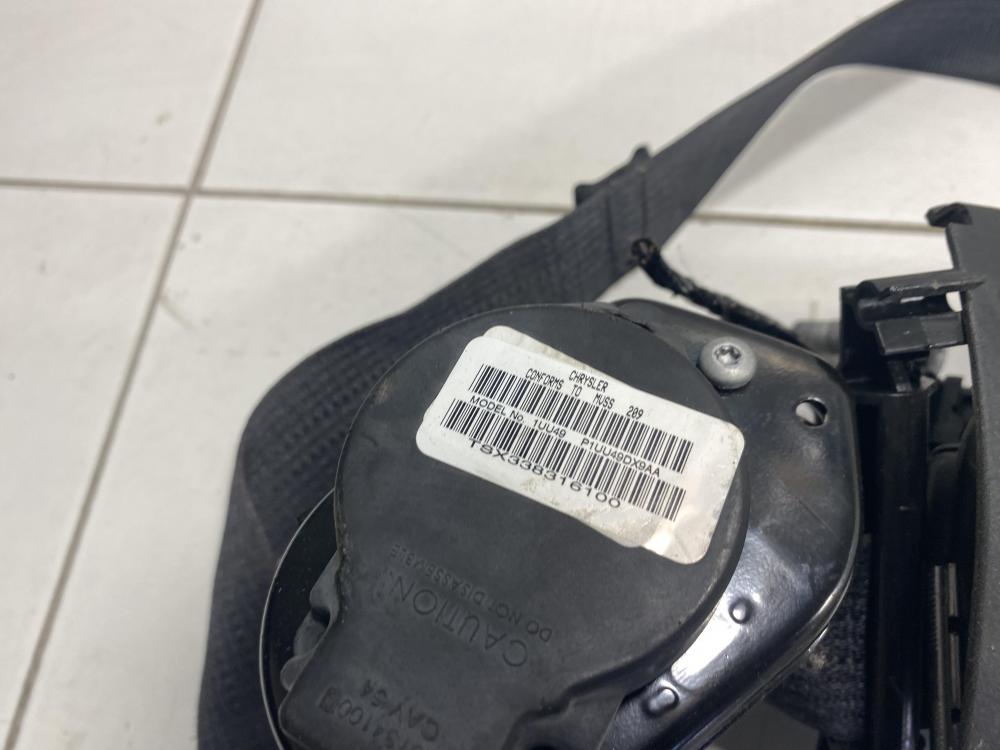 CHRYSLER
CONFORMS TO MVSS 209
MODEL No. 1UU49 P1UU49DX9AA
TSX338316100
CAUTION
DO NOT DISASSEMBLE